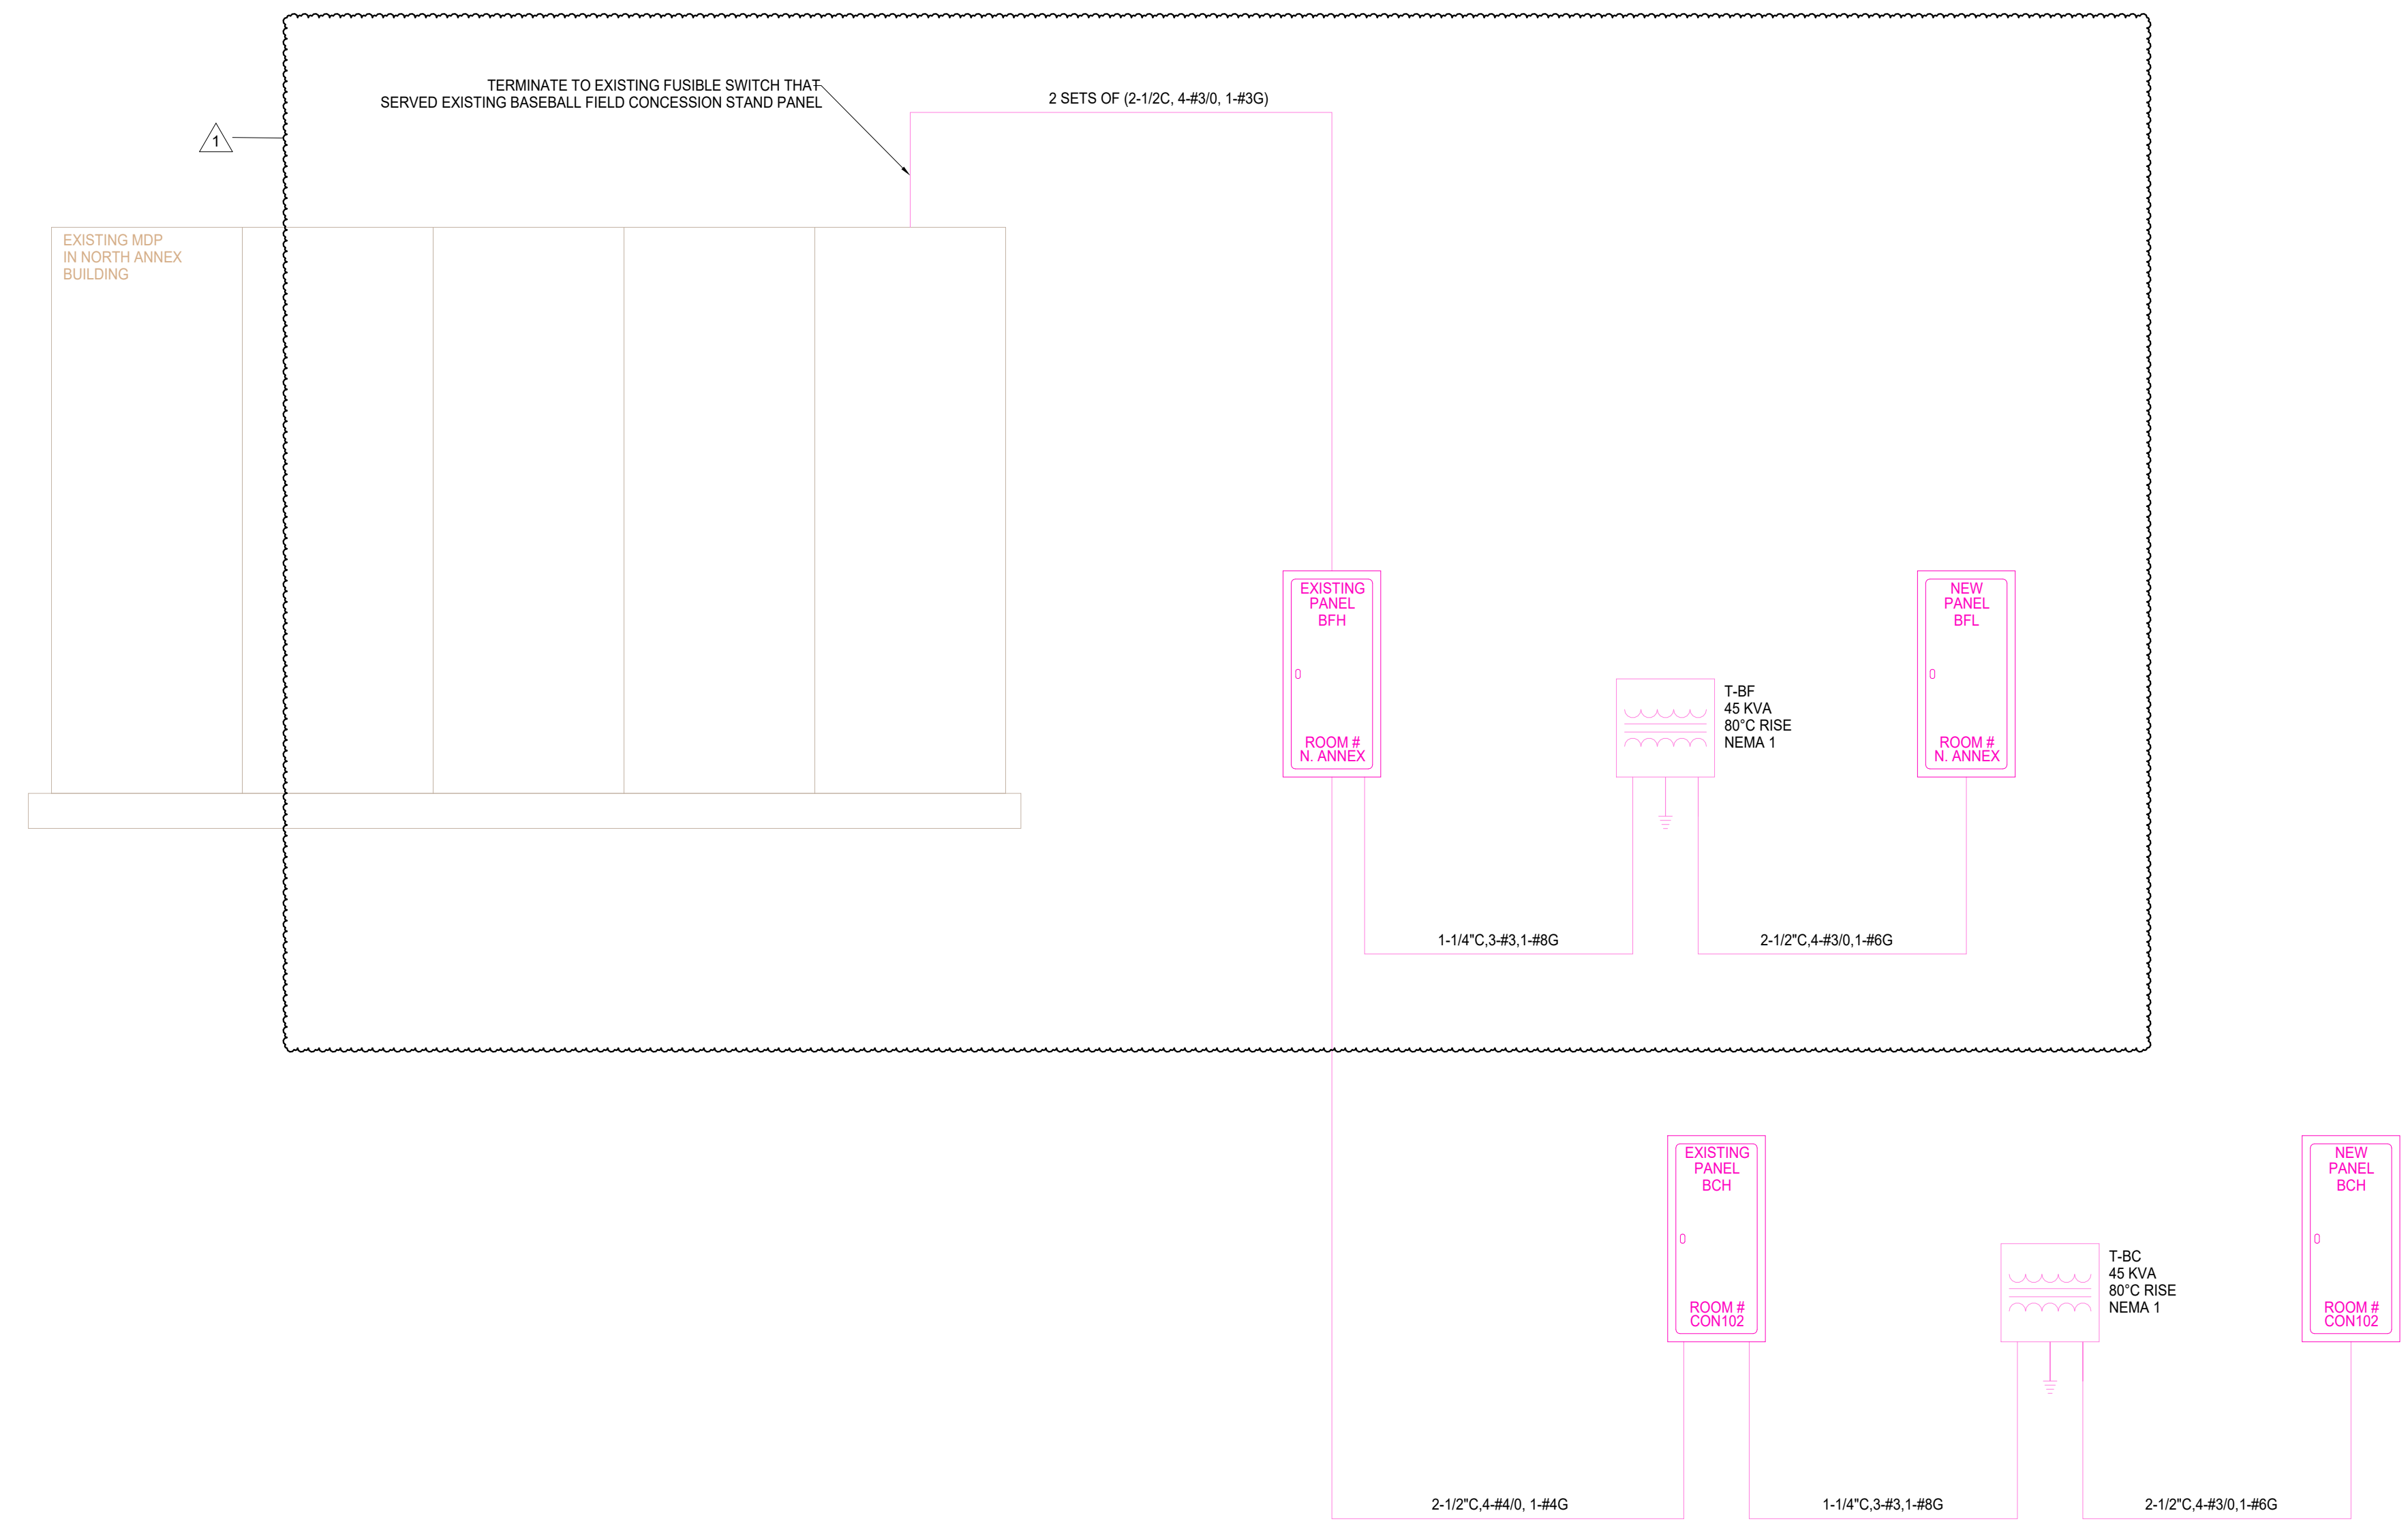 TERMINATE TO EXISTING FUSIBLE SWITCH THAT
SERVED EXISTING BASEBALL FIELD CONCESSION STAND PANEL
2 SETS OF (2-1/2C, 4-#3/0, 1-#3G)
1
EXISTING MDP
IN NORTH ANNEX
BUILDING
EXISTING
PANEL
BFH
ROOM #
N. ANNEX
T-BF
45 KVA
80°C RISE
NEMA 1
NEW
PANEL
BFL
ROOM #
N. ANNEX
1-1/4"C,3-#3,1-#8G
2-1/2"C,4-#3/0,1-#6G
EXISTING
PANEL
BCH
ROOM #
CON102
T-BC
45 KVA
80°C RISE
NEMA 1
NEW
PANEL
BCH
ROOM #
CON102
2-1/2"C,4-#4/0, 1-#4G
1-1/4"C,3-#3,1-#8G
2-1/2"C,4-#3/0,1-#6G